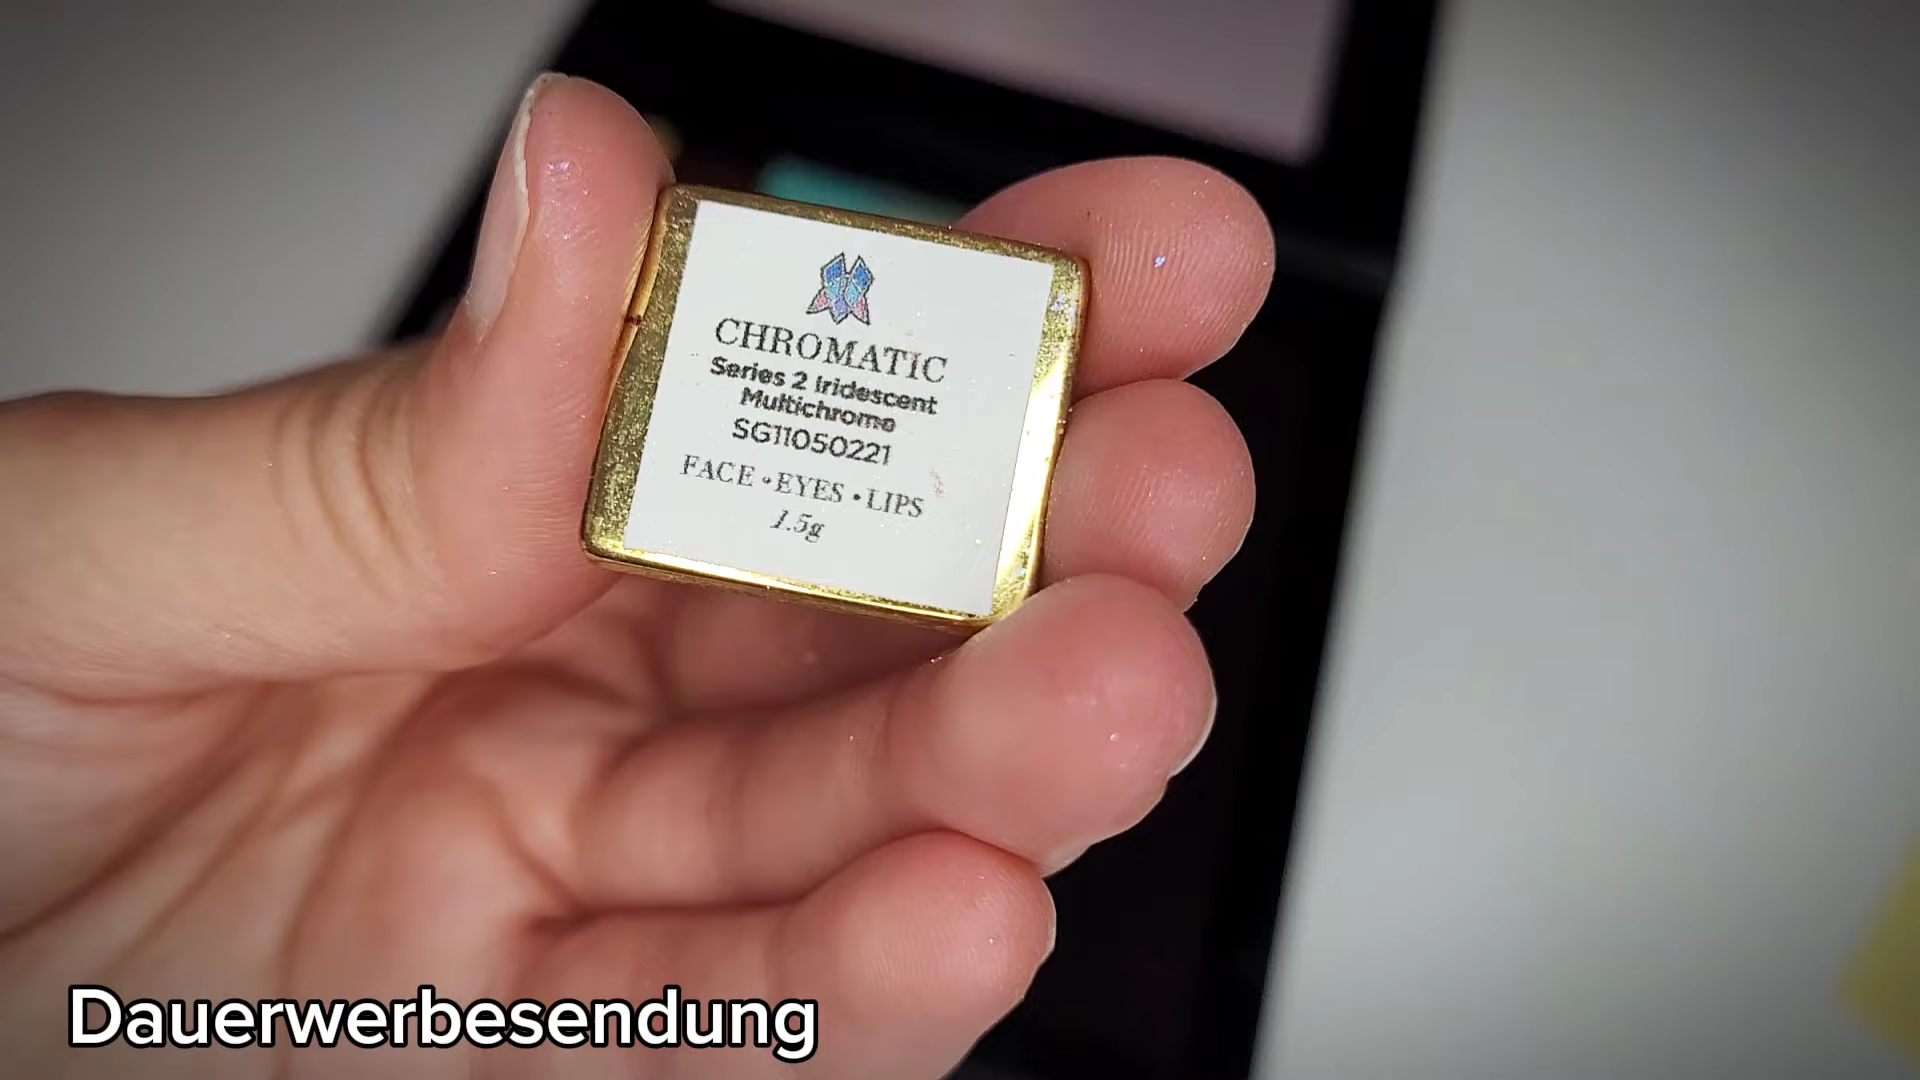 CHROMATIC
Series 2 Iridescent
Multichrome
SG11050221
FACE • EYES • LIPS
1.5g
Dauerwerbesendung